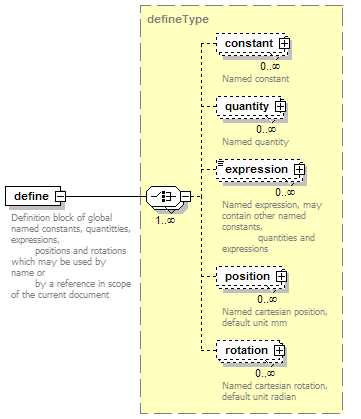 defineType
constant
0..∞
Named constant
quantity
0..∞
Named quantity
expression
0..∞
Named expression, may
contain other named
constants,
quantities and
expressions
define
1..∞
Definition block of global
named constants, quantities,
expressions,
positions and rotations
which may be used by
name or
by a reference in scope
of the current document
position
0..∞
Named cartesian position,
default unit mm
rotation
0..∞
Named cartesian rotation,
default unit radian